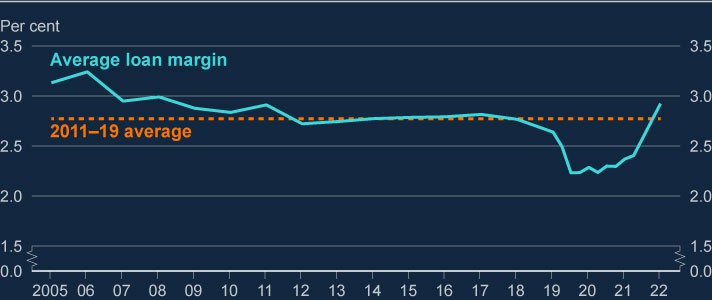 Per cent
3.5 3.5
Average loan margin
3.0 3.0
2011–19 average
2.5 2.5
2.0 2.0
1.5 1.5
0.0 0.0
2005 06 07 08 09 10 11 12 13 14 15 16 17 18 19 20 21 22